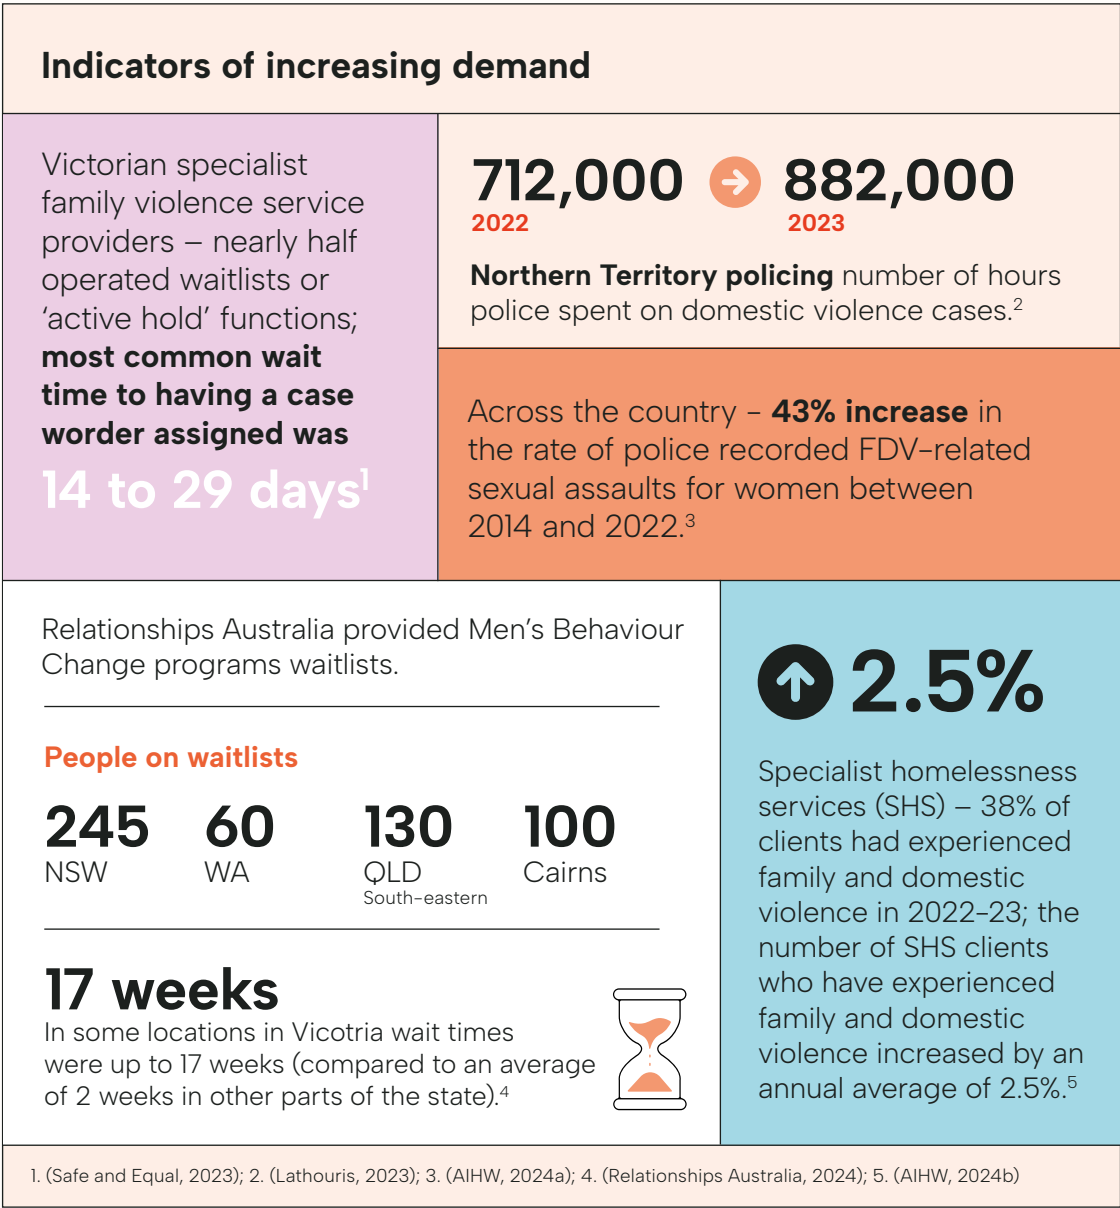 Indicators of increasing demand
Victorian specialist
family violence service
providers – nearly half
operated waitlists or
‘active hold’ functions;
most common wait
time to having a case
worder assigned was
14 to 29 days¹
712,000
882,000
2022
2023
Northern Territory policing number of hours
police spent on domestic violence cases.²
Across the country – 43% increase in
the rate of police recorded FDV-related
sexual assaults for women between
2014 and 2022.³
Relationships Australia provided Men’s Behaviour
Change programs waitlists.
People on waitlists
245
60
130
100
NSW
WA
QLD
Cairns
South-eastern
17 weeks
In some locations in Vicotria wait times
were up to 17 weeks (compared to an average
of 2 weeks in other parts of the state).⁴
2.5%
Specialist homelessness
services (SHS) – 38% of
clients had experienced
family and domestic
violence in 2022-23; the
number of SHS clients
who have experienced
family and domestic
violence increased by an
annual average of 2.5%.⁵
1. (Safe and Equal, 2023); 2. (Lathouris, 2023); 3. (AIHW, 2024a); 4. (Relationships Australia, 2024); 5. (AIHW, 2024b)